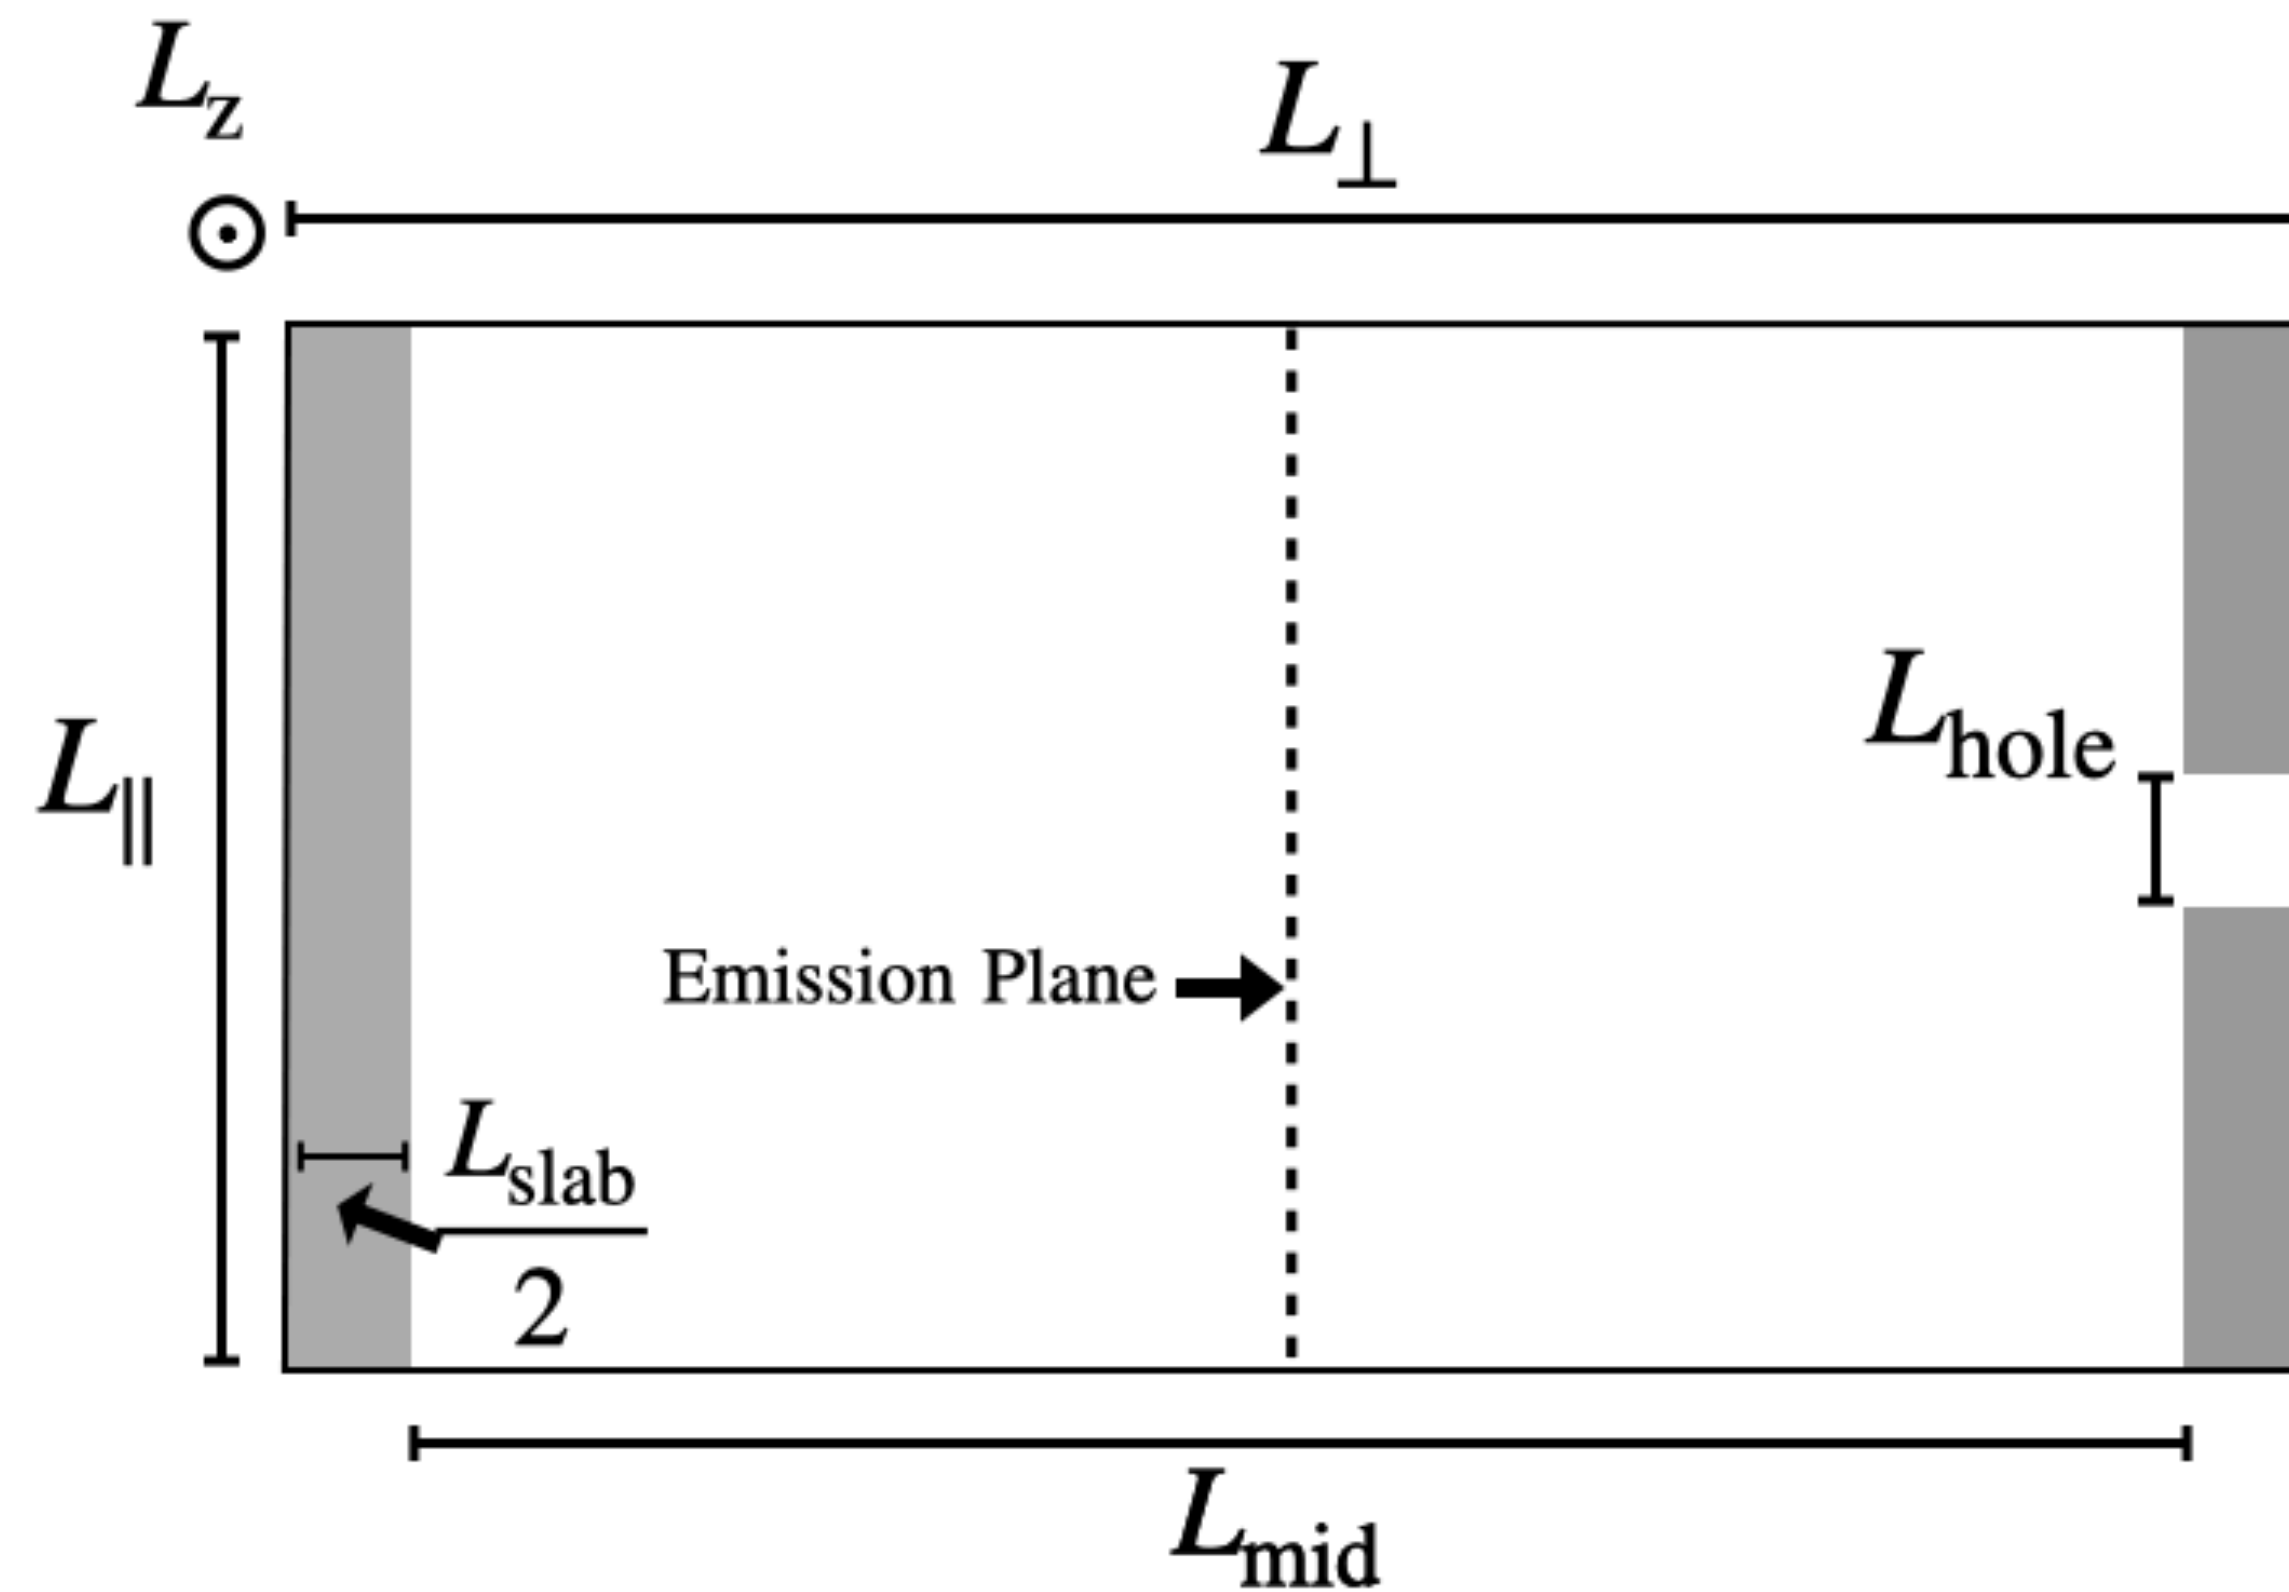 L_z
L_⊥
L_∥
L_hole
Emission Plane
L_slab
2
L_mid